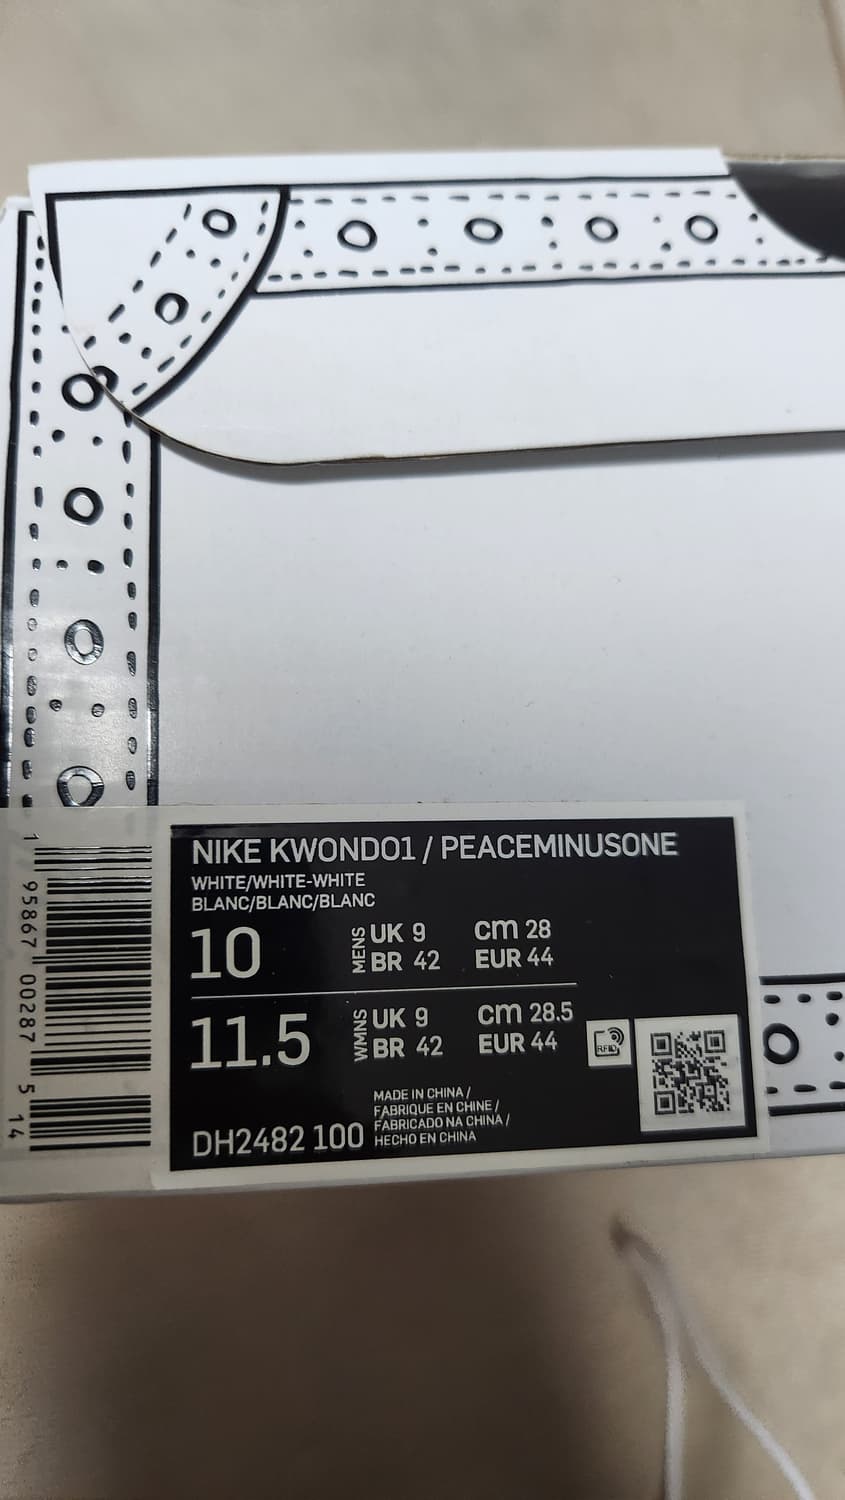 NIKE KWONDO1 / PEACEMINUSONE
WHITE/WHITE-WHITE
BLANC/BLANC/BLANC
10 MENS UK 9 cm 28
BR 42 EUR 44
11.5 WMNS UK 9 cm 28.5
BR 42 EUR 44
RFID
MADE IN CHINA /
FABRIQUE EN CHINE /
FABRICADO NA CHINA /
HECHO EN CHINA
DH2482 100
1 95867 00287 5 14